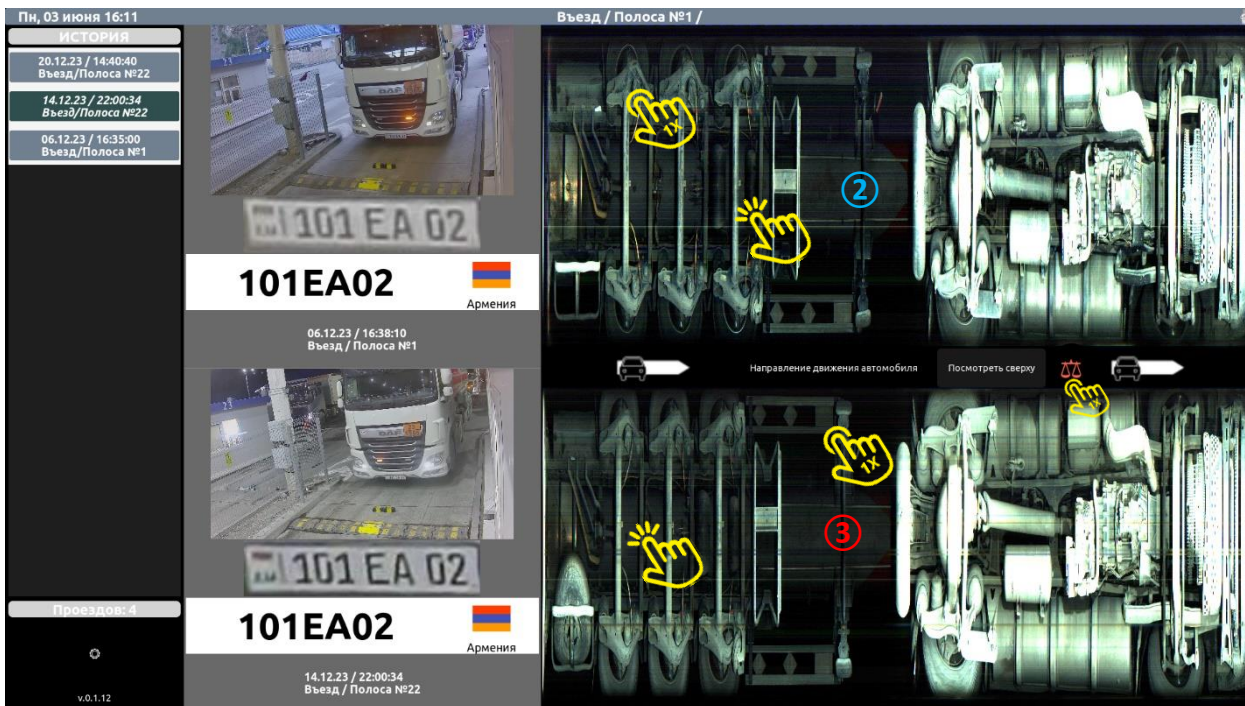 Пн, 03 июня 16:11
Въезд / Полоса №1 /
ИСТОРИЯ
20.12.23 / 14:40:40
Въезд/Полоса №22
14.12.23 / 22:00:34
Въезд/Полоса №22
06.12.23 / 16:35:00
Въезд/Полоса №1
Проездов: 4
v.0.1.12
DAF
101 EA 02
101EA02
Армения
06.12.23 / 16:38:10
Въезд / Полоса №1
DAF
101 EA 02
101EA02
Армения
14.12.23 / 22:00:34
Въезд / Полоса №22
1X
2
Направление движения автомобиля
Посмотреть сверху
1X
1X
3